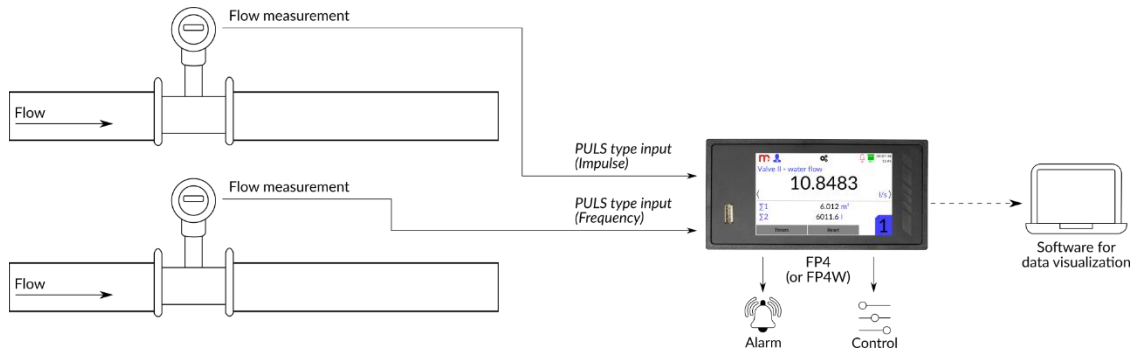 Flow measurement
Flow
Flow measurement
Flow
PULS type input
(Impulse)
PULS type input
(Frequency)
Valve II - water flow
10.8483
l/s
∑1 6.012 m³
∑2 6011.6 l
Timers Reset
1
FP4
(or FP4W)
Alarm
Control
Software for
data visualization